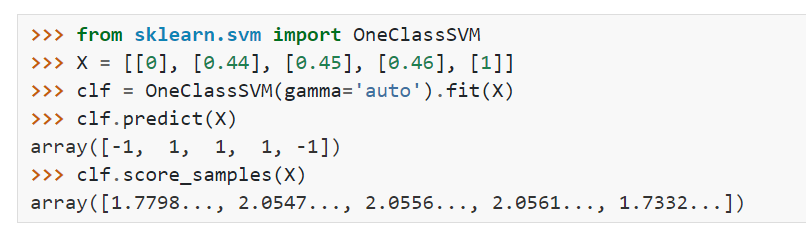 >>> from sklearn.svm import OneClassSVM
>>> X = [[0], [0.44], [0.45], [0.46], [1]]
>>> clf = OneClassSVM(gamma='auto').fit(X)
>>> clf.predict(X)
array([-1,  1,  1,  1, -1])
>>> clf.score_samples(X)
array([1.7798..., 2.0547..., 2.0556..., 2.0561..., 1.7332...])